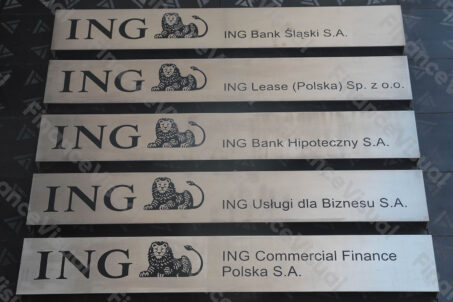 ING ING Bank Śląski S.A.
ING ING Lease (Polska) Sp. z o.o.
ING ING Bank Hipoteczny S.A.
ING ING Usługi dla Biznesu S.A.
ING ING Commercial Finance
Polska S.A.